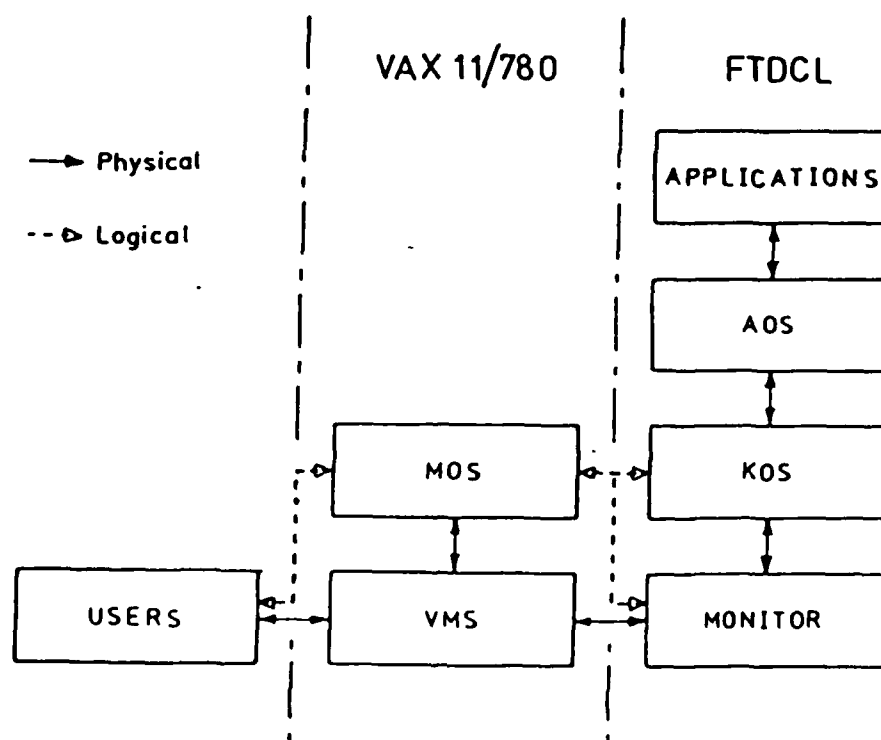 VAX 11/780
FTDCL
Physical
Logical
APPLICATIONS
AOS
MOS
KOS
USERS
VMS
MONITOR